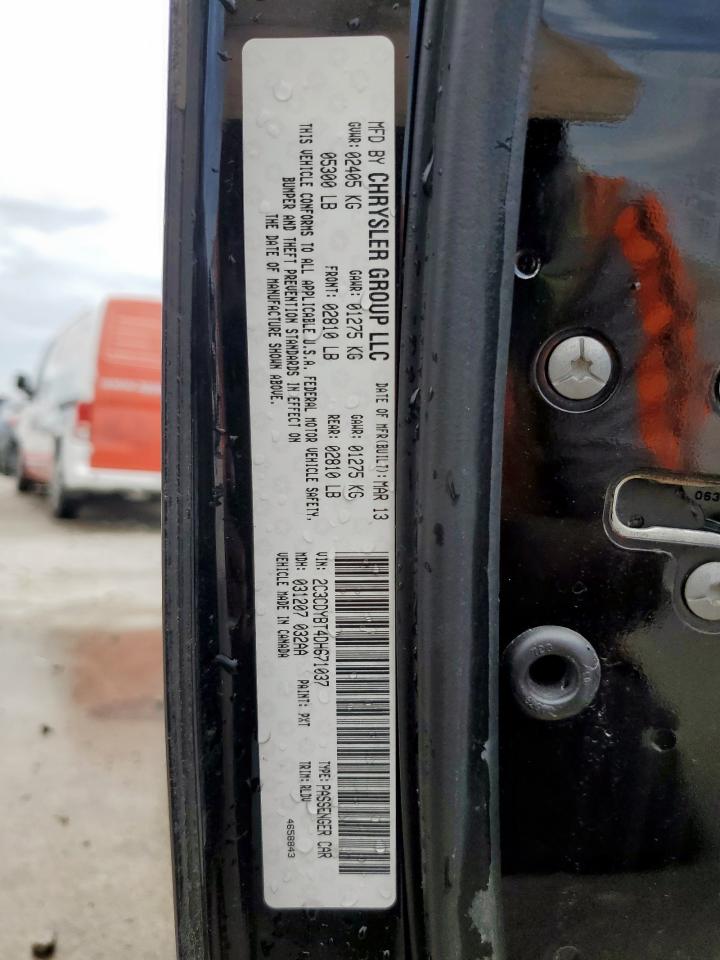 MFD BY CHRYSLER GROUP LLC
DATE OF MFR(BUILT): MAR 13
GVWR: 02405 KG GAWR: 01275 KG GAWR: 01275 KG
05300 LB FRONT: 02810 LB REAR: 02810 LB
THIS VEHICLE CONFORMS TO ALL APPLICABLE U.S.A. FEDERAL MOTOR VEHICLE SAFETY,
BUMPER AND THEFT PREVENTION STANDARDS IN EFFECT ON
THE DATE OF MANUFACTURE SHOWN ABOVE.
VIN: 2C3CDYBT4DH671037 TYPE: PASSENGER CAR
MDH: 031207 032AA PAINT: PXT TRIM: RLDV
VEHICLE MADE IN CANADA
4658843
063